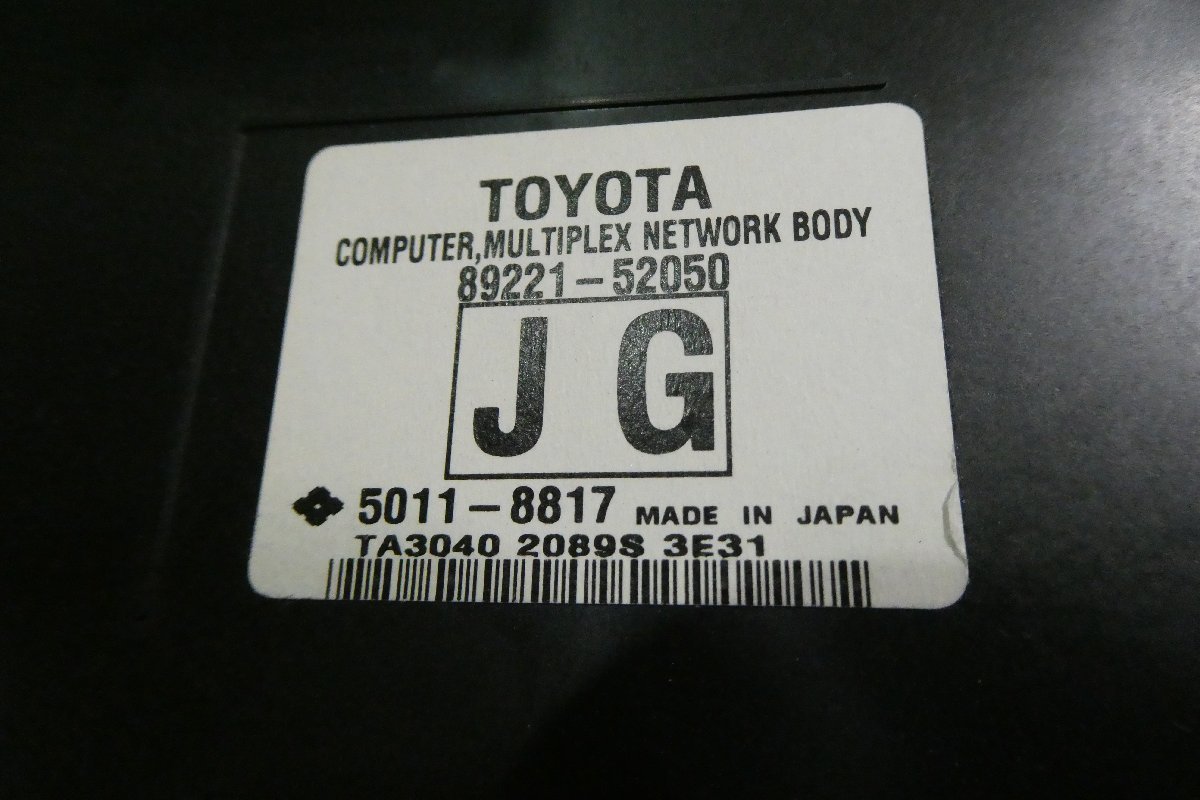 TOYOTA
COMPUTER,MULTIPLEX NETWORK BODY
89221-52050
J G
5011-8817 MADE IN JAPAN
TA3040 2089S 3E31